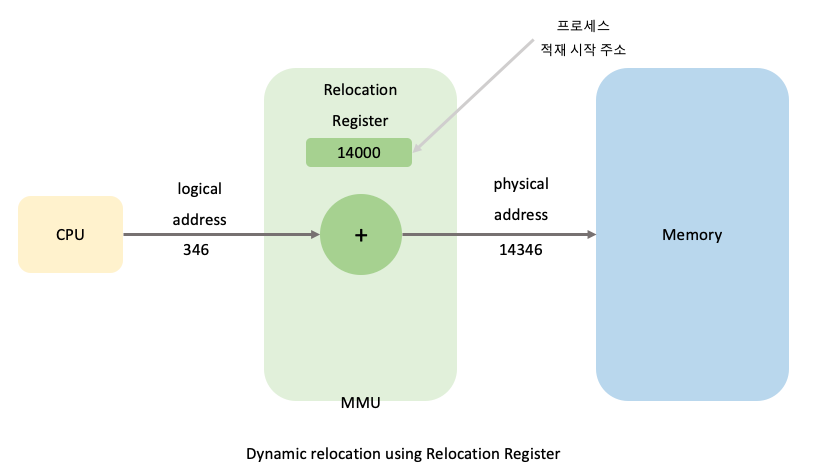 프로세스
적재 시작 주소
Relocation
Register
14000
logical
address
346
physical
address
14346
CPU
+
Memory
MMU
Dynamic relocation using Relocation Register